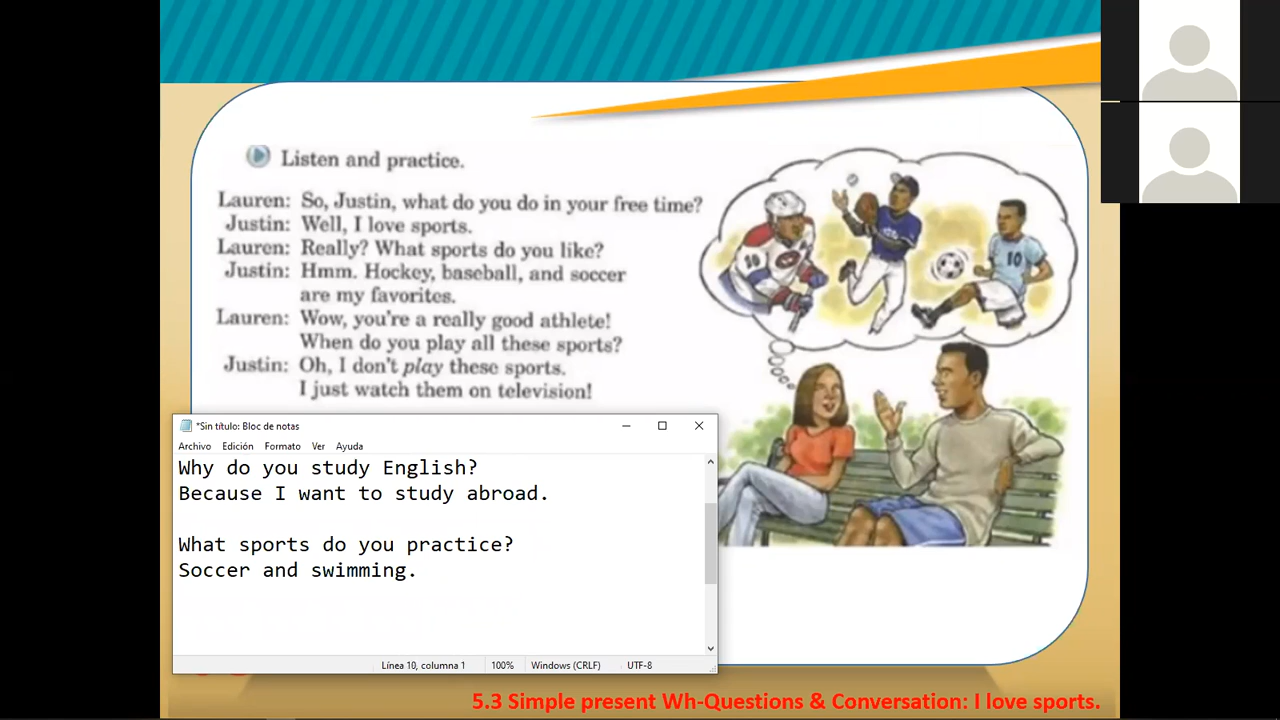 Listen and practice.
Lauren: So, Justin, what do you do in your free time?
Justin: Well, I love sports.
Lauren: Really? What sports do you like?
Justin: Hmm. Hockey, baseball, and soccer
are my favorites.
Lauren: Wow, you're a really good athlete!
When do you play all these sports?
Justin: Oh, I don't play these sports.
I just watch them on television!
10
10
*Sin título: Bloc de notas
Archivo Edición Formato Ver Ayuda
Why do you study English?
Because I want to study abroad.
What sports do you practice?
Soccer and swimming.
Línea 10, columna 1 100% Windows (CRLF) UTF-8
5.3 Simple present Wh-Questions & Conversation: I love sports.